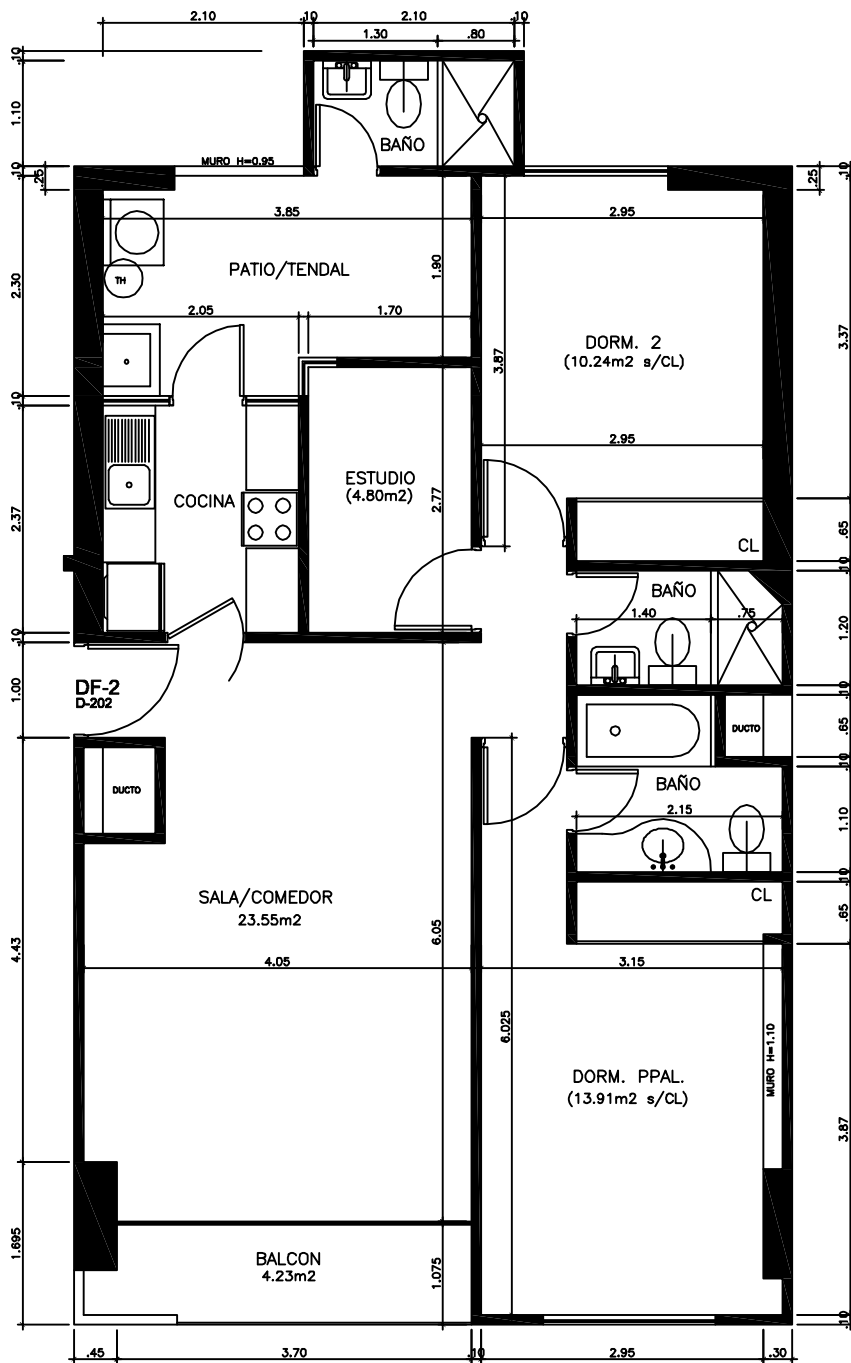 2.10
.10
2.10
.10
1.30
.80
.10
1.10
.10
.25
2.30
.10
2.37
.10
1.00
4.43
1.695
BAÑO
MURO H=0.95
.25
.10
3.85
2.95
PATIO/TENDAL
1.90
TH
2.05
1.70
3.87
DORM. 2
(10.24m2 s/CL)
3.37
2.95
ESTUDIO
(4.80m2)
2.77
COCINA
CL
.65
.10
BAÑO
1.40
.75
1.20
.10
DF-2
D-202
DUCTO
.65
.10
DUCTO
BAÑO
2.15
1.10
.10
CL
.65
SALA/COMEDOR
23.55m2
6.05
4.05
3.15
6.025
DORM. PPAL.
(13.91m2 s/CL)
MURO H=1.10
3.87
BALCON
4.23m2
1.075
.10
.45
3.70
.10
2.95
.30